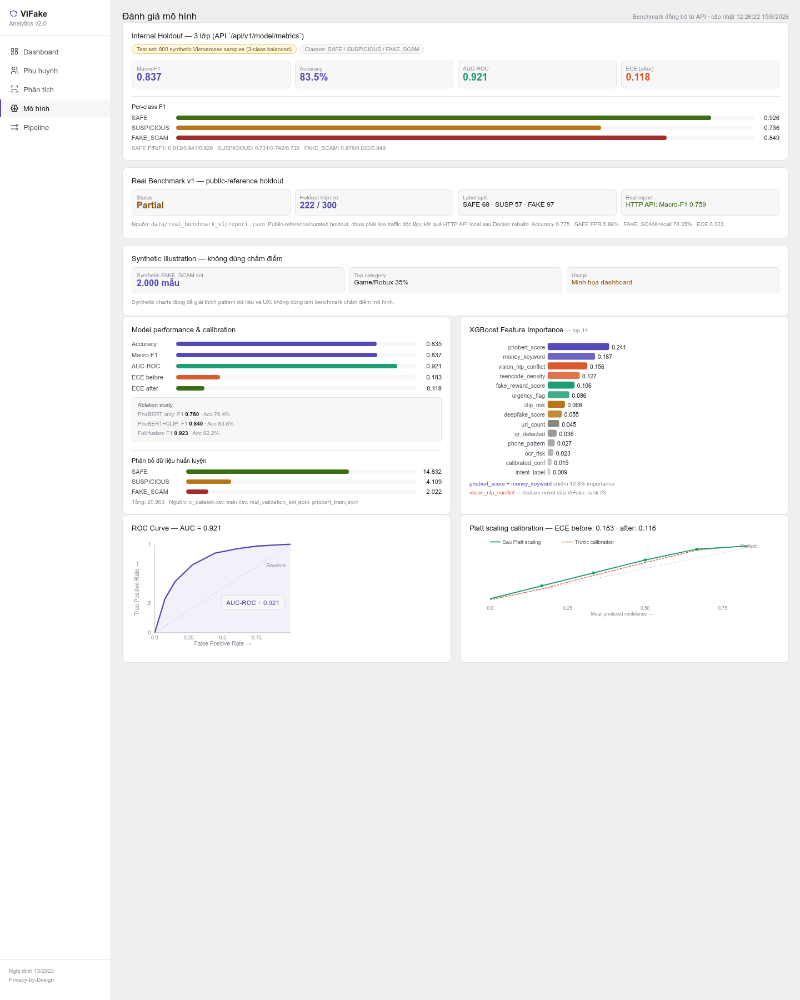 ViFake
Analytics v2.0
Dashboard
Phụ huynh
Phân tích
Mô hình
Pipeline
Nghị định 13/2023
Privacy-by-Design
Đánh giá mô hình
Benchmark đồng bộ từ API · cập nhật 12:26:22 15/6/2026
Internal Holdout — 3 lớp (API `/api/v1/model/metrics`)
Test set: 600 synthetic Vietnamese samples (3-class balanced)
Classes: SAFE / SUSPICIOUS / FAKE_SCAM
Macro-F1
0.837
Accuracy
83.5%
AUC-ROC
0.921
ECE (after)
0.118
Per-class F1
SAFE 0.926
SUSPICIOUS 0.736
FAKE_SCAM 0.849
SAFE P/R/F1: 0.912/0.941/0.926 · SUSPICIOUS: 0.731/0.742/0.736 · FAKE_SCAM: 0.878/0.823/0.849
Real Benchmark v1 — public-reference holdout
Status
Partial
Holdout hiện có
222 / 300
Label split
SAFE 68 · SUSP 57 · FAKE 97
Eval report
HTTP API: Macro-F1 0.759
Nguồn: data/real_benchmark_v1/report.json. Public-reference/curated holdout, chưa phải live traffic độc lập; kết quả HTTP API local sau Docker rebuild. Accuracy 0.775 · SAFE FPR 5.88% · FAKE_SCAM recall 78.35% · ECE 0.323.
Synthetic Illustration — không dùng chấm điểm
Synthetic FAKE_SCAM set
2.000 mẫu
Top category
Game/Robux 35%
Usage
Minh họa dashboard
Synthetic charts dùng để giải thích pattern dữ liệu và UX; không dùng làm benchmark chấm điểm mô hình.
Model performance & calibration
Accuracy 0.835
Macro-F1 0.837
AUC-ROC 0.921
ECE before 0.183
ECE after 0.118
Ablation study
PhoBERT only: F1 0.760 · Acc 76.4%
PhoBERT+CLIP: F1 0.840 · Acc 83.8%
Full fusion: F1 0.923 · Acc 92.2%
Phân bố dữ liệu huấn luyện
SAFE 14.832
SUSPICIOUS 4.109
FAKE_SCAM 2.022
Tổng: 20.963 · Nguồn: vi_dataset.csv, train.csv, real_validation_set.jsonl, phobert_train.jsonl
XGBoost Feature Importance — top 14
phobert_score 0.241
money_keyword 0.187
vision_nlp_conflict 0.156
teencode_density 0.127
fake_reward_score 0.106
urgency_flag 0.086
clip_risk 0.068
deepfake_score 0.055
url_count 0.045
qr_detected 0.036
phone_pattern 0.027
ocr_risk 0.023
calibrated_conf 0.015
intent_label 0.009
phobert_score + money_keyword chiếm 42.8% importance
vision_nlp_conflict — feature novel của ViFake: rank #3
ROC Curve — AUC = 0.921
True Positive Rate →
1
.5
0
Random
AUC-ROC = 0.921
0.0 0.25 0.5 0.75
False Positive Rate →
Platt scaling calibration — ECE before: 0.183 · after: 0.118
Sau Platt scaling
Trước calibration
Perfect
0.0 0.25 0.50 0.75
Mean predicted confidence →